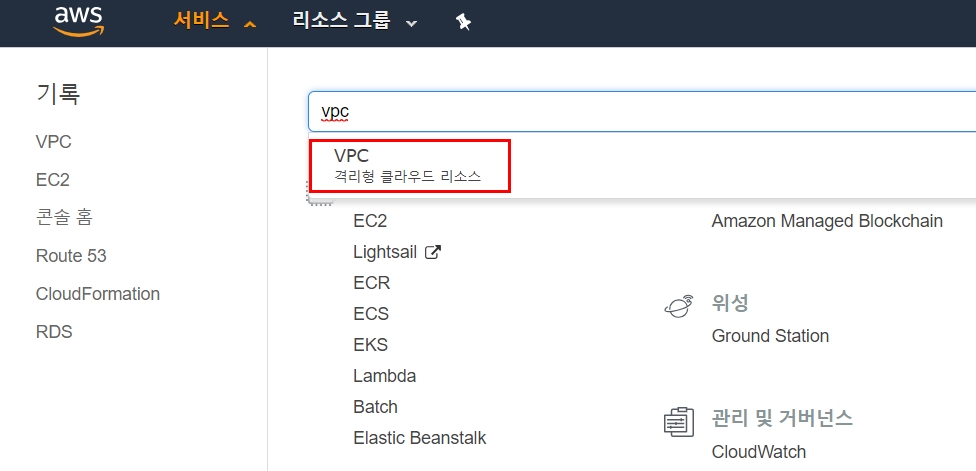 aws 서비스 리소스 그룹
기록
VPC
EC2
콘솔 홈
Route 53
CloudFormation
RDS
vpc
VPC
격리형 클라우드 리소스
EC2
Lightsail
ECR
ECS
EKS
Lambda
Batch
Elastic Beanstalk
Amazon Managed Blockchain
위성
Ground Station
관리 및 거버넌스
CloudWatch